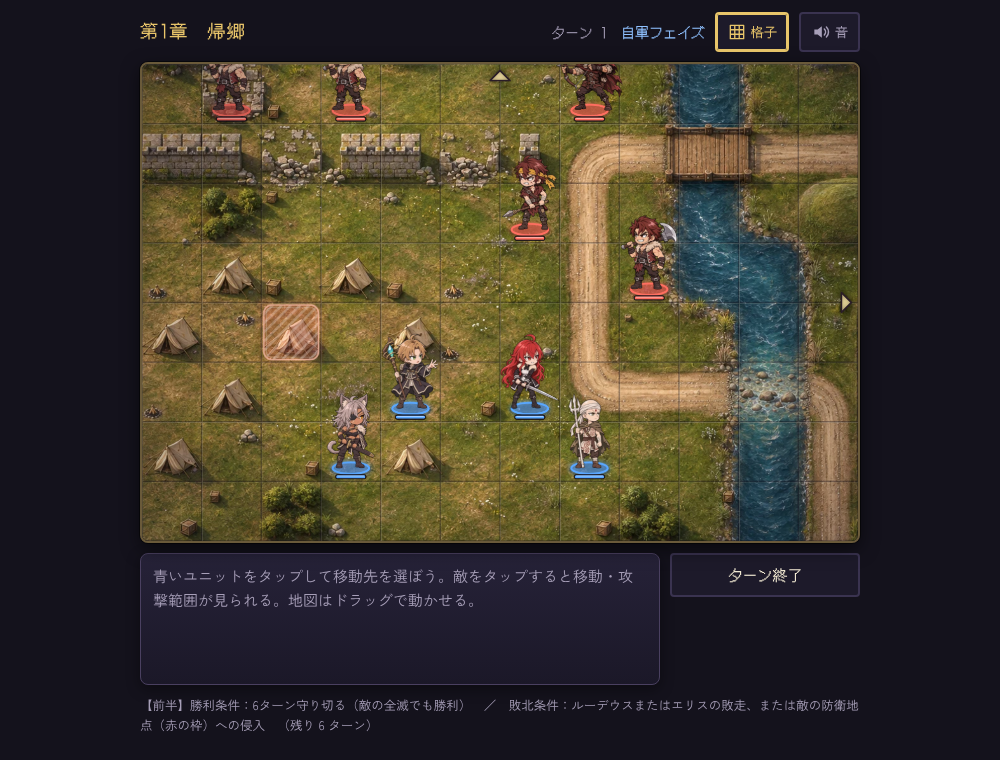 第1章 帰郷
ターン 1 自軍フェイズ 格子 音
青いユニットをタップして移動先を選ぼう。敵をタップすると移動・攻
撃範囲が見られる。地図はドラッグで動かせる。
ターン終了
【前半】勝利条件：6ターン守り切る（敵の全滅でも勝利） ／ 敗北条件：ルーデウスまたはエリスの敗走、または敵の防衛地
点（赤の枠）への侵入 （残り 6 ターン）